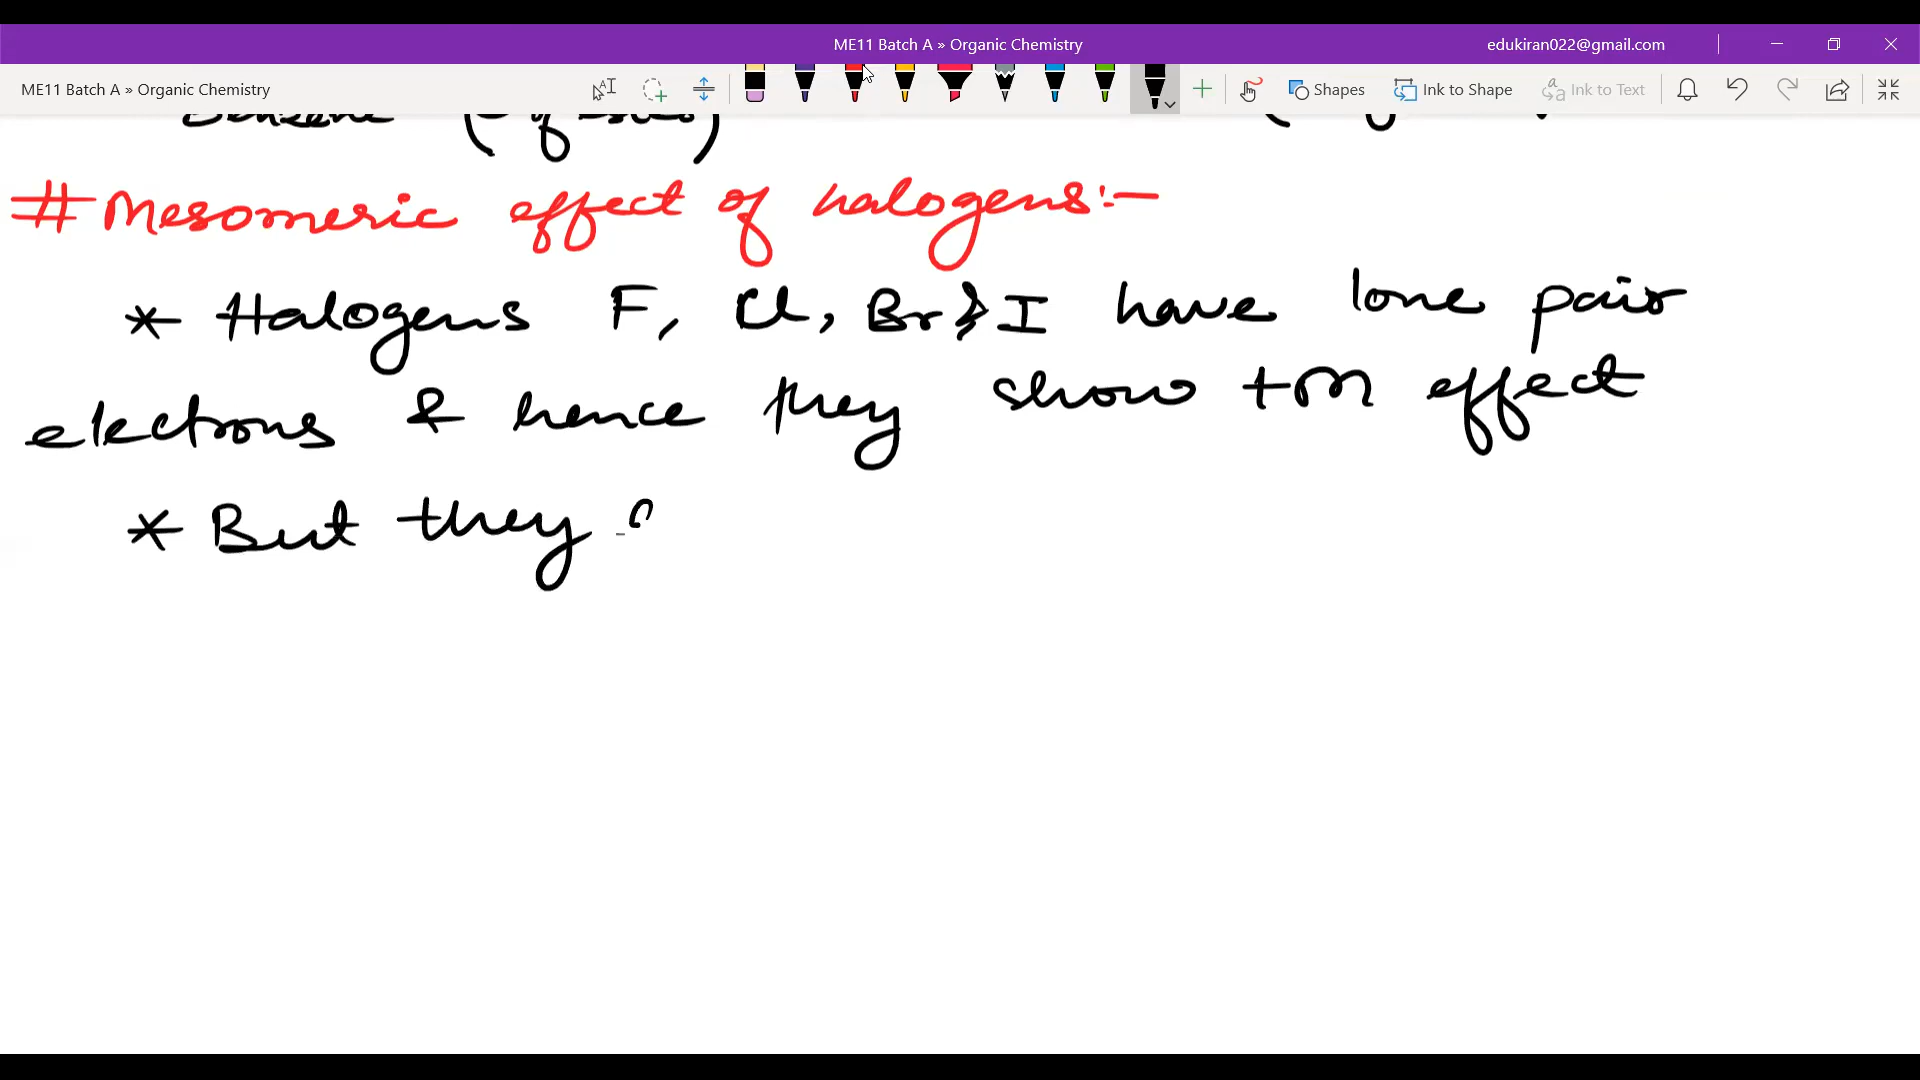 ME11 Batch A » Organic Chemistry
edukiran022@gmail.com
ME11 Batch A » Organic Chemistry
Shapes
Ink to Shape
Ink to Text
Benzene
# Mesomeric effect of halogens:-
* Halogens F, Cl, Br & I have lone pair
electrons & hence they show +M effect
* But they